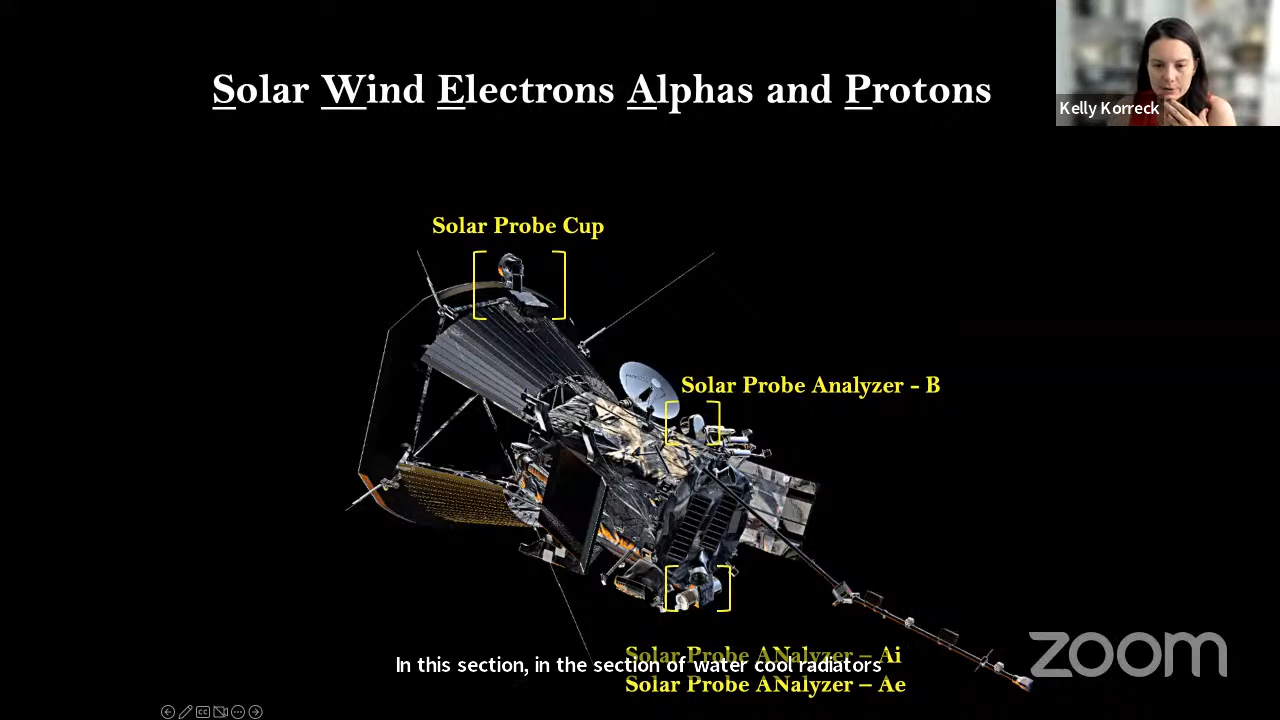 Solar Wind Electrons Alphas and Protons
Kelly Korreck
Solar Probe Cup
Solar Probe Analyzer - B
Solar Probe ANalyzer – Ai
In this section, in the section of water cool radiators
Solar Probe ANalyzer – Ae
zoom